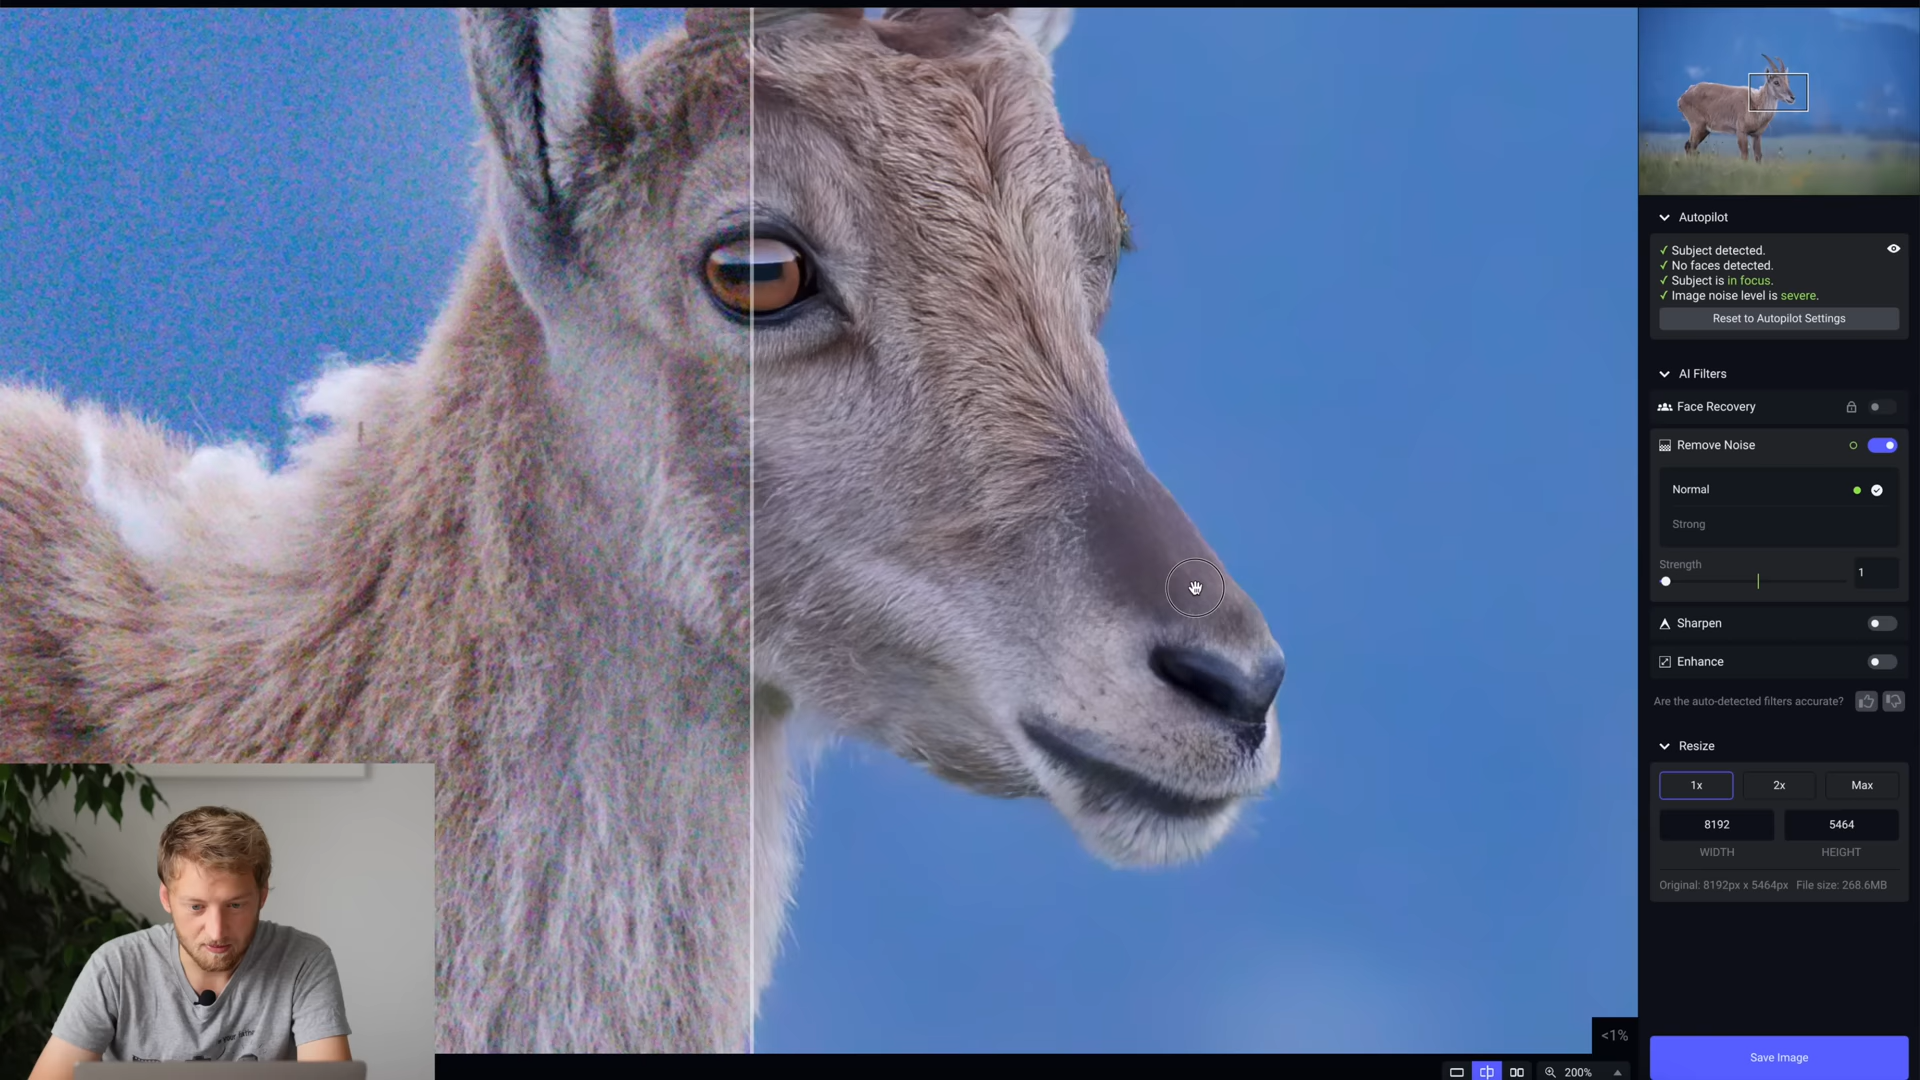 Autopilot
✓ Subject detected.
✓ No faces detected.
✓ Subject is in focus.
✓ Image noise level is severe.
Reset to Autopilot Settings
AI Filters
Face Recovery
Remove Noise
Normal
Strong
Strength
1
Sharpen
Enhance
Are the auto-detected filters accurate?
Resize
1x 2x Max
8192 5464
WIDTH HEIGHT
Original: 8192px x 5464px File size: 268.6MB
<1%
Save Image
200%